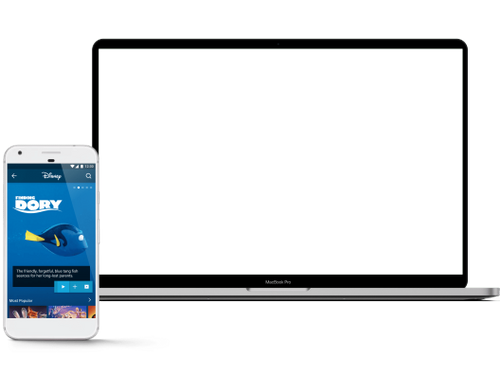 Disney
FINDING
DORY
The friendly, forgetful, blue tang fish
searches for her long-lost parents.
Most Popular
MacBook Pro